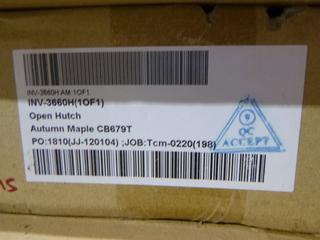 INV-3660H AM 1OF1
INV-3660H(1OF1)
Open Hutch
Autumn Maple CB679T
PO:1810(JJ-120104) ;JOB:Tcm-0220(198)
9
QC
ACCEPT